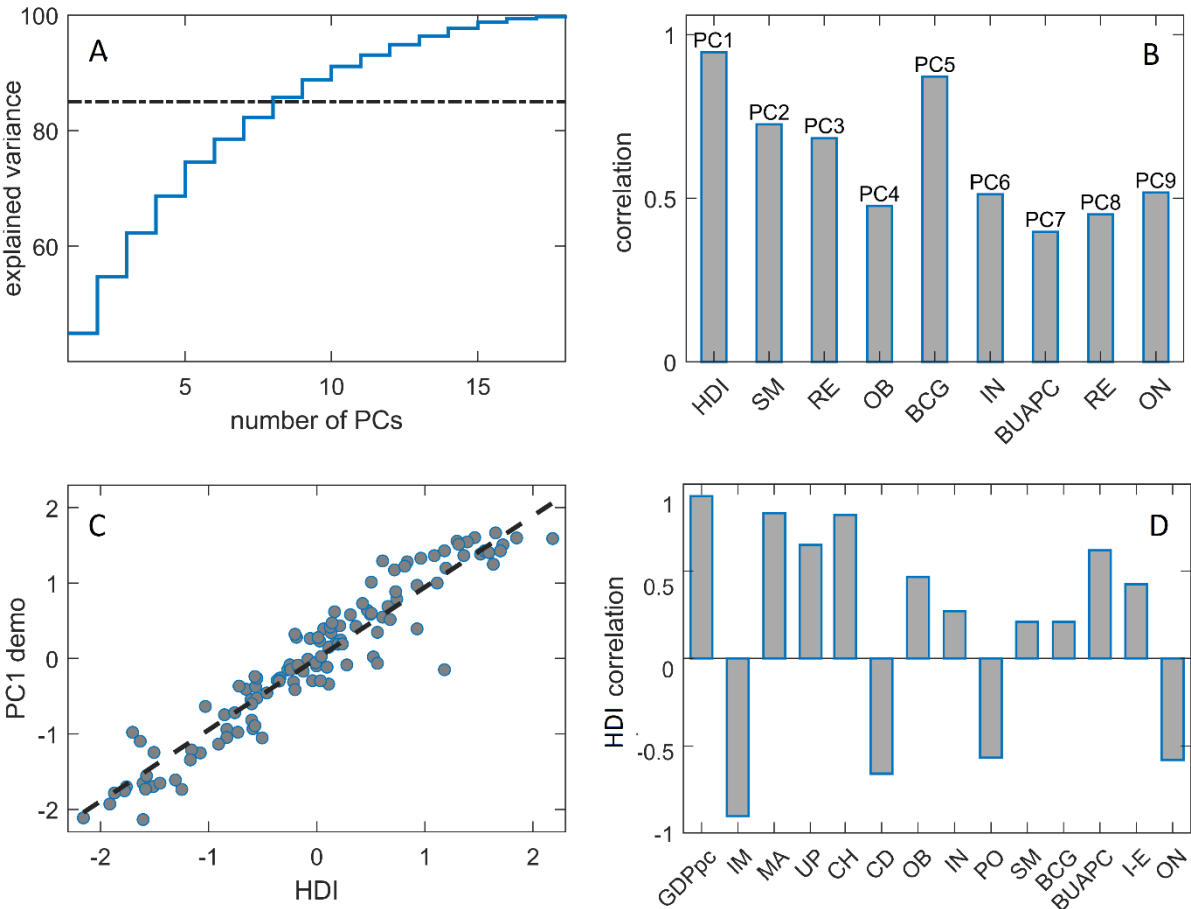 A
100
80
60
explained variance
5
10
15
number of PCs
B
1
0.5
0
correlation
PC1
PC2
PC3
PC4
PC5
PC6
PC7
PC8
PC9
HDI
SM
RE
OB
BCG
IN
BUAPC
RE
ON
C
2
1
0
-1
-2
PC1 demo
-2
-1
0
1
2
HDI
D
1
0.5
0
-0.5
-1
HDI correlation
GDPpc
IM
MA
UP
CH
CD
OB
IN
PO
SM
BCG
BUAPC
I-E
ON